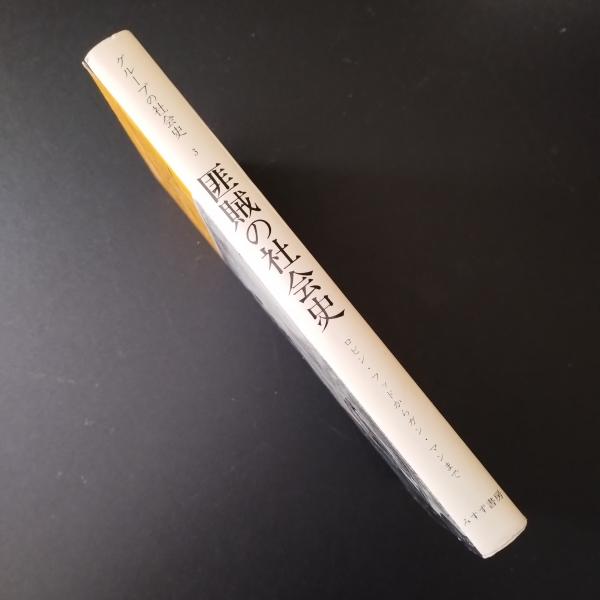 グループの社会史 3
匪賊の社会史
ロビン・フッドからガン・マンまで
みすず書房